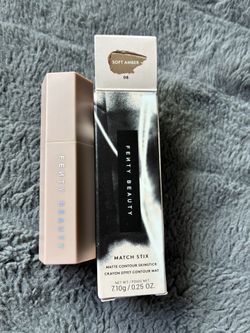 SOFT AMBER
08
FENTY BEAUTY
FENTY BEAUTY
MATCH STIX
MATTE CONTOUR SKINSTICK
CRAYON EFFET CONTOUR MAT
NET WT / POIDS NET
7.10g / 0.25 OZ.